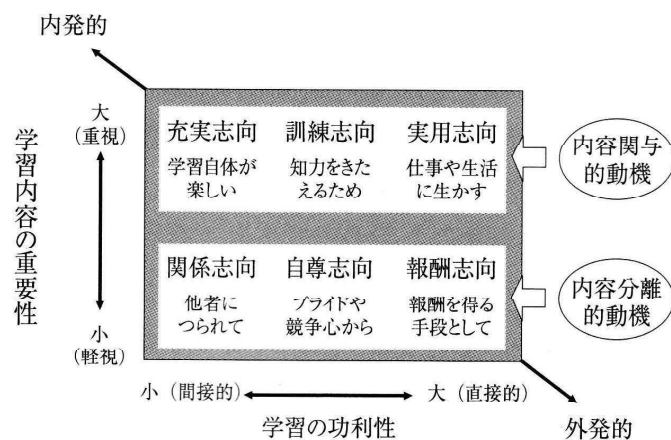 内発的
学習内容の重要性
大
(重視)
小
(軽視)
充実志向
学習自体が
楽しい
訓練志向
知力をきた
えるため
実用志向
仕事や生活
に生かす
内容関与
的動機
関係志向
他者に
つられて
自尊志向
プライドや
競争心から
報酬志向
報酬を得る
手段として
内容分離
的動機
小(間接的)
大(直接的)
学習の功利性
外発的